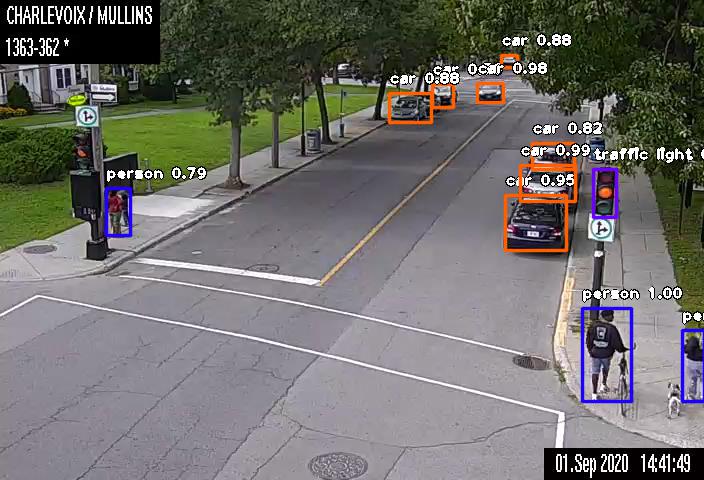 CHARLEVOIX / MULLINS
1363-362 *
car 0.88
car 0.88
car 0.98
car 0.82
car 0.99
traffic light
person 0.79
car 0.95
person 1.00
per
01.Sep 2020 14:41:49